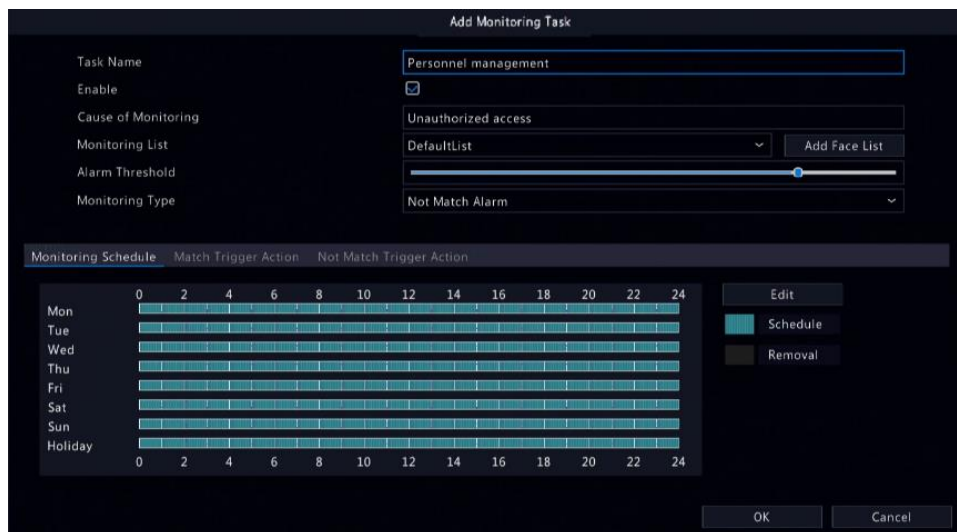 Add Monitoring Task
Task Name Personnel management
Enable
Cause of Monitoring Unauthorized access
Monitoring List DefaultList Add Face List
Alarm Threshold
Monitoring Type Not Match Alarm
Monitoring Schedule Match Trigger Action Not Match Trigger Action
0 2 4 6 8 10 12 14 16 18 20 22 24 Edit
Mon
Tue Schedule
Wed
Thu Removal
Fri
Sat
Sun
Holiday
0 2 4 6 8 10 12 14 16 18 20 22 24
OK Cancel